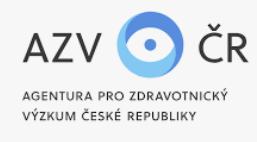 AZV ČR
AGENTURA PRO ZDRAVOTNICKÝ
VÝZKUM ČESKÉ REPUBLIKY